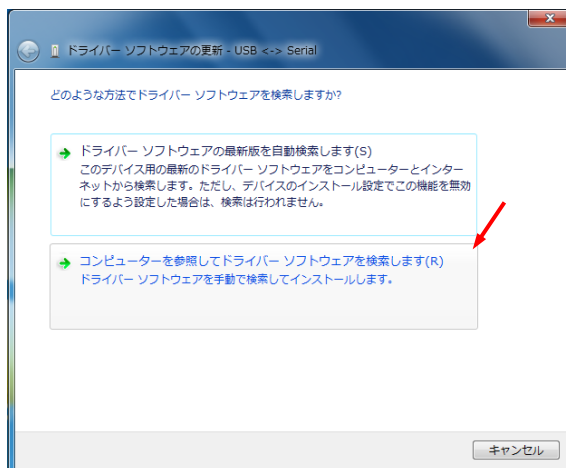 ドライバー ソフトウェアの更新 - USB <-> Serial
どのような方法でドライバー ソフトウェアを検索しますか?
ドライバー ソフトウェアの最新版を自動検索します(S)
このデバイス用の最新のドライバー ソフトウェアをコンピューターとインター
ネットから検索します。ただし、デバイスのインストール設定でこの機能を無効
にするよう設定した場合は、検索は行われません。
コンピューターを参照してドライバー ソフトウェアを検索します(R)
ドライバー ソフトウェアを手動で検索してインストールします。
キャンセル